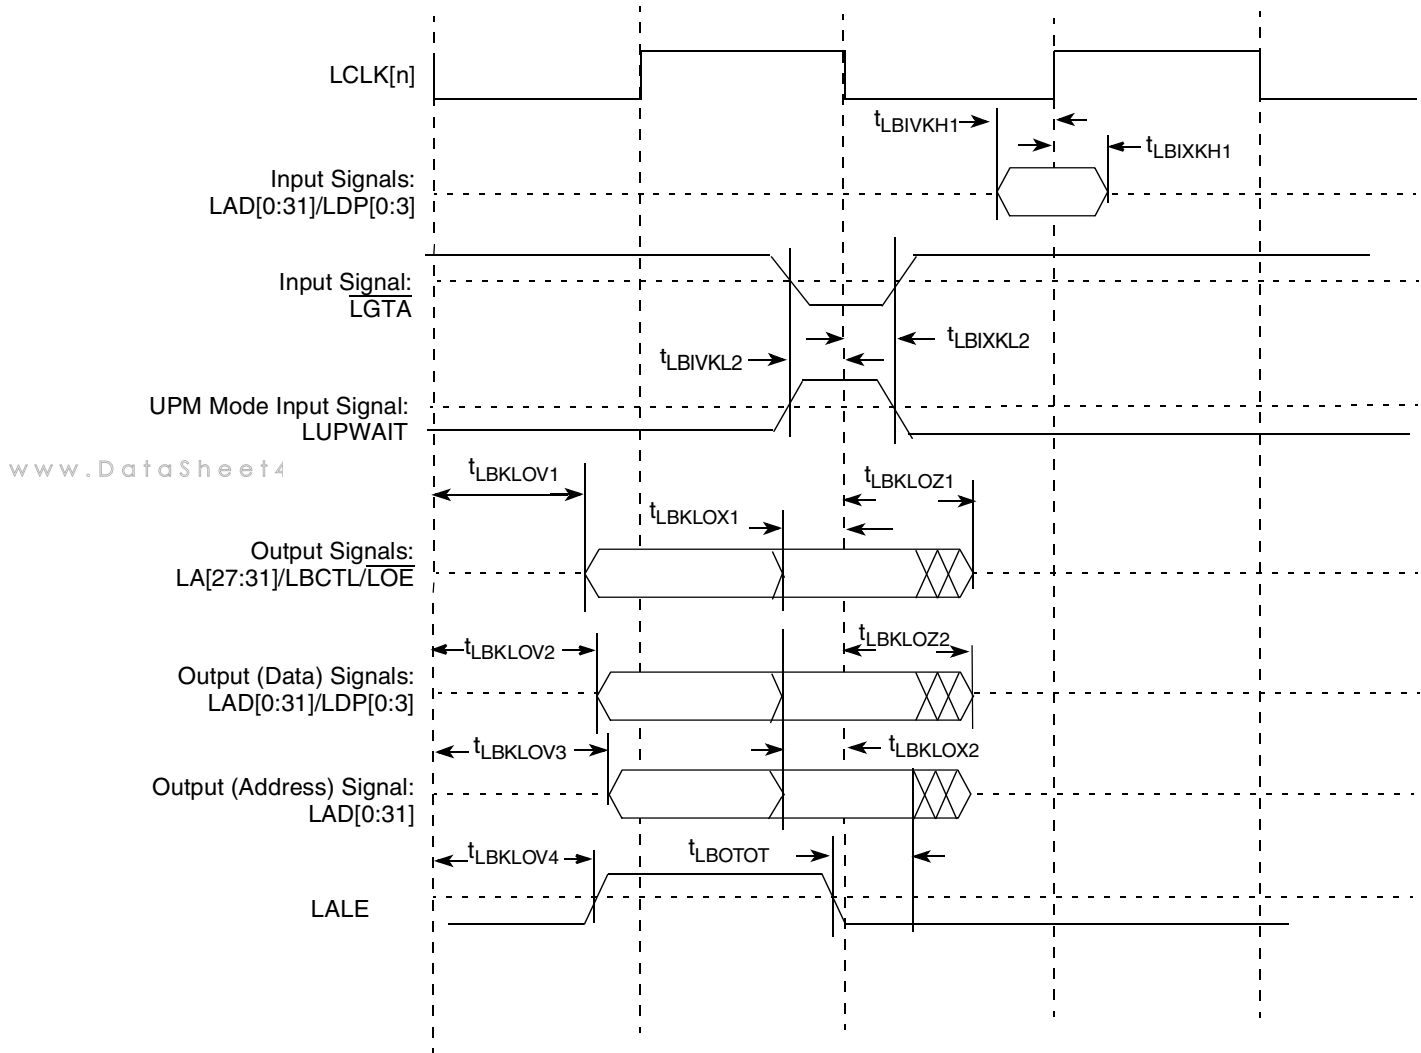 LCLK[n]
tLBIVKH1
tLBIXKH1
Input Signals:
LAD[0:31]/LDP[0:3]
Input Signal:
LGTA
tLBIXKL2
tLBIVKL2
UPM Mode Input Signal:
LUPWAIT
www.DataSheet4
tLBKLOV1
tLBKLOZ1
tLBKLOX1
Output Signals:
LA[27:31]/LBCTL/LOE
tLBKLOV2
tLBKLOZ2
Output (Data) Signals:
LAD[0:31]/LDP[0:3]
tLBKLOV3
tLBKLOX2
Output (Address) Signal:
LAD[0:31]
tLBKLOV4
tLBOTOT
LALE